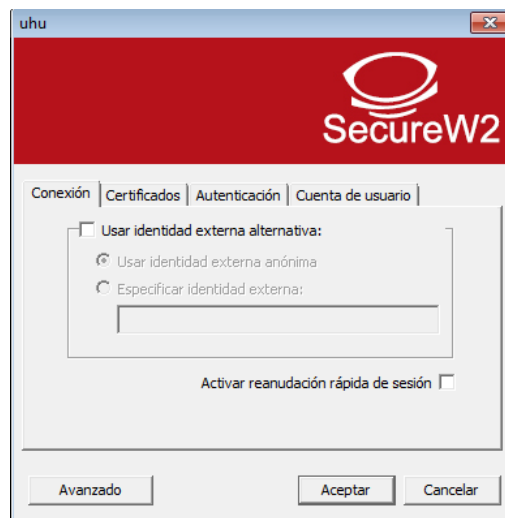 uhu
SecureW2
Conexión Certificados Autenticación Cuenta de usuario
Usar identidad externa alternativa:
Usar identidad externa anónima
Especificar identidad externa:
Activar reanudación rápida de sesión
Avanzado Aceptar Cancelar